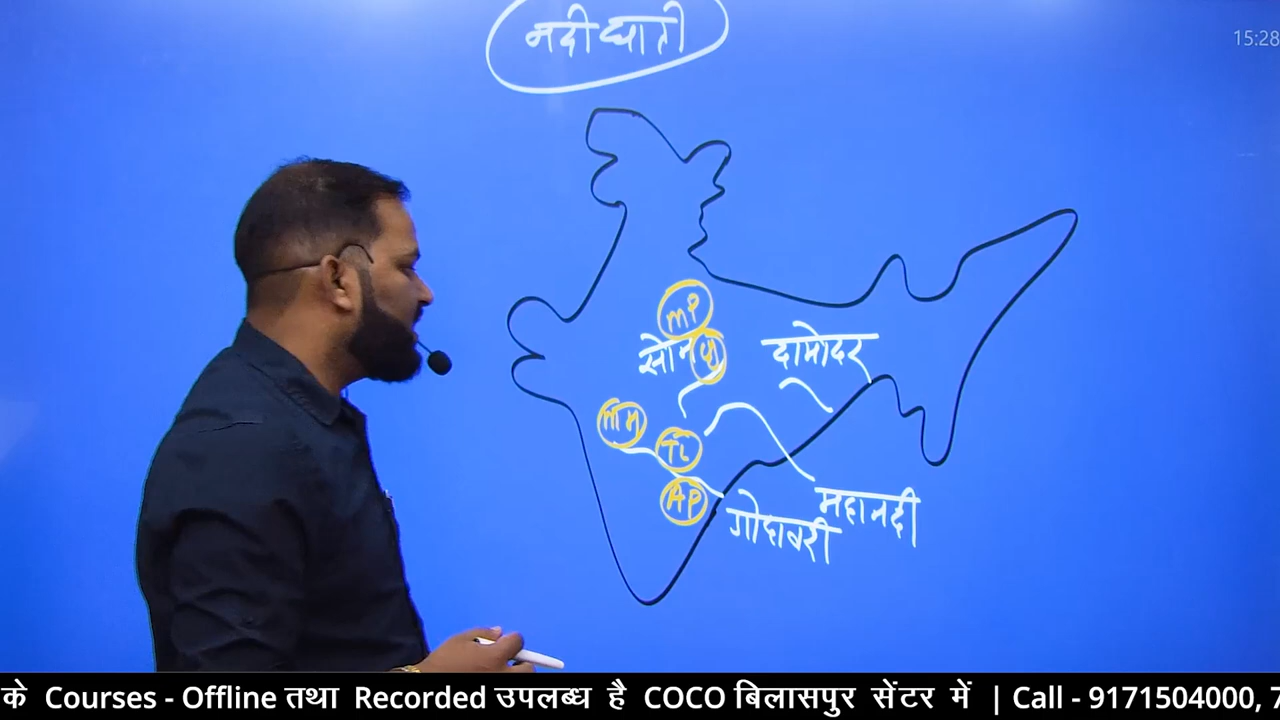 नदी घाटी
15:28
MP
सोन छ
दामोदर
MH
TL
AP
महानदी
गोदावरी
के Courses - Offline तथा Recorded उपलब्ध है COCO बिलासपुर सेंटर में | Call - 9171504000, 7